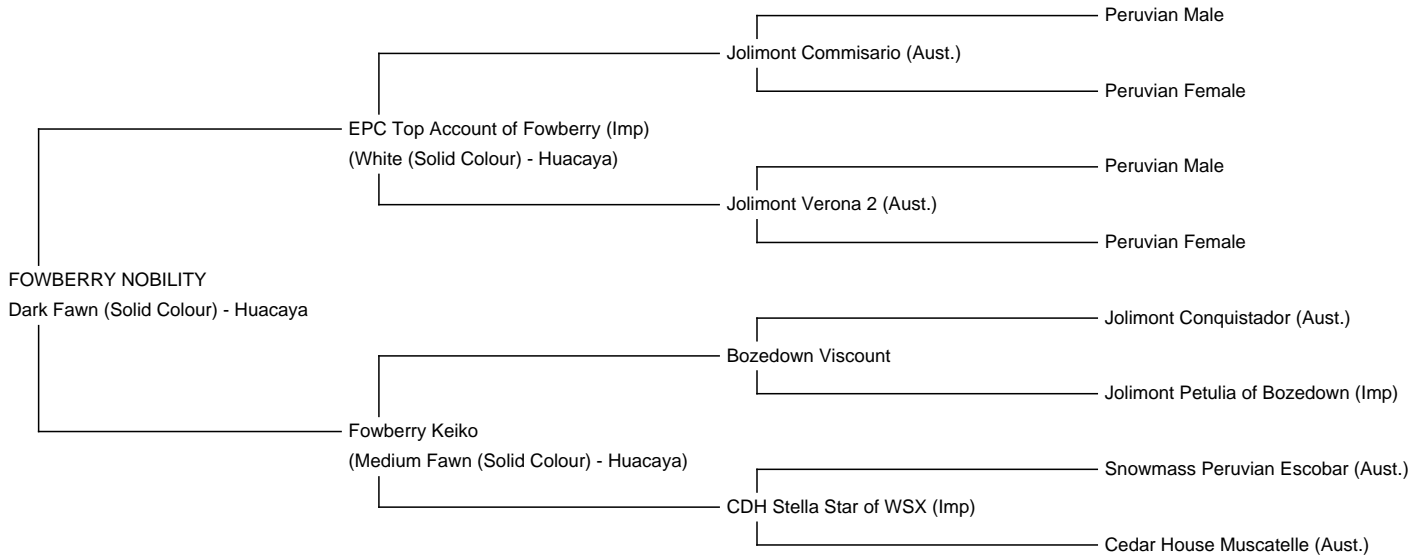 Peruvian Male
Jolimont Commisario (Aust.)
Peruvian Female
EPC Top Account of Fowberry (Imp)
(White (Solid Colour) - Huacaya)
Peruvian Male
Jolimont Verona 2 (Aust.)
Peruvian Female
FOWBERRY NOBILITY
Dark Fawn (Solid Colour) - Huacaya
Jolimont Conquistador (Aust.)
Bozedown Viscount
Jolimont Petulia of Bozedown (Imp)
Fowberry Keiko
(Medium Fawn (Solid Colour) - Huacaya)
Snowmass Peruvian Escobar (Aust.)
CDH Stella Star of WSX (Imp)
Cedar House Muscatelle (Aust.)